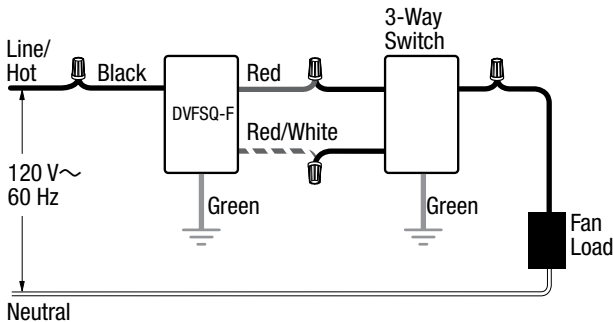 3-Way
Switch
Line/
Hot
Black
Red
DVFSQ-F
Red/White
120 V~
60 Hz
Green
Green
Fan
Load
Neutral